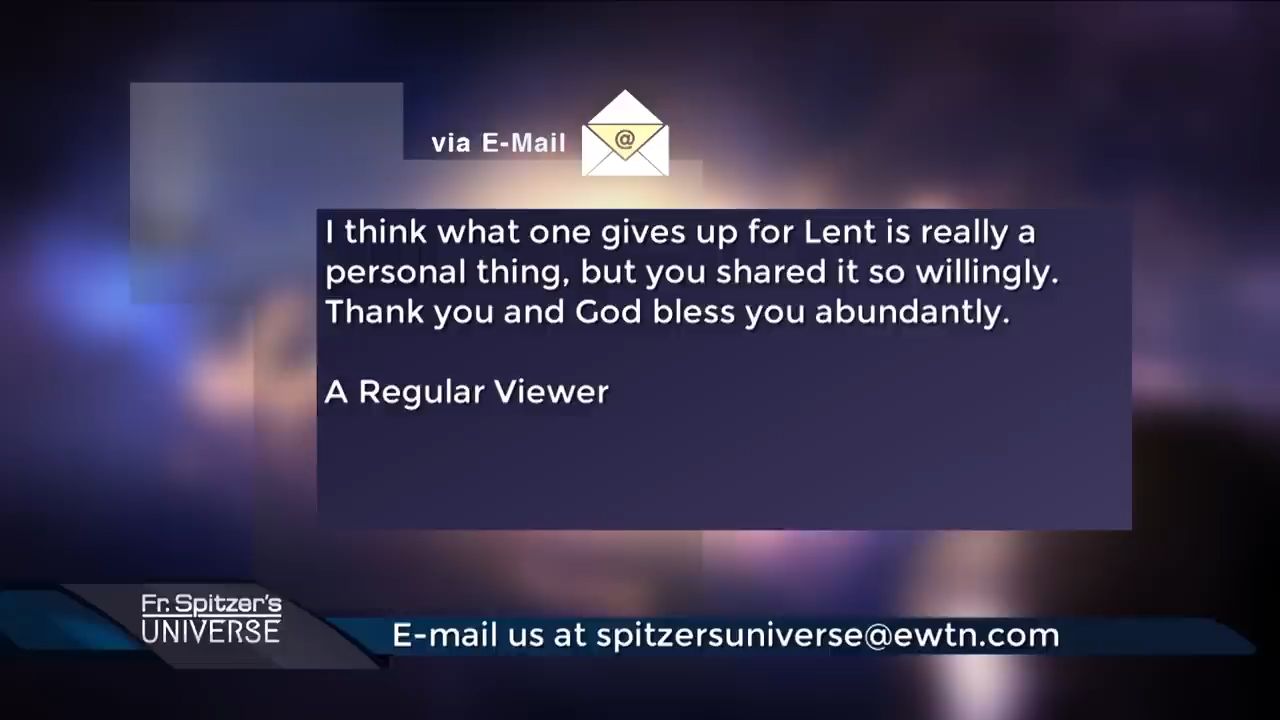 via E-Mail
@
I think what one gives up for Lent is really a
personal thing, but you shared it so willingly.
Thank you and God bless you abundantly.
A Regular Viewer
Fr. Spitzer's
UNIVERSE
E-mail us at spitzersuniverse@ewtn.com